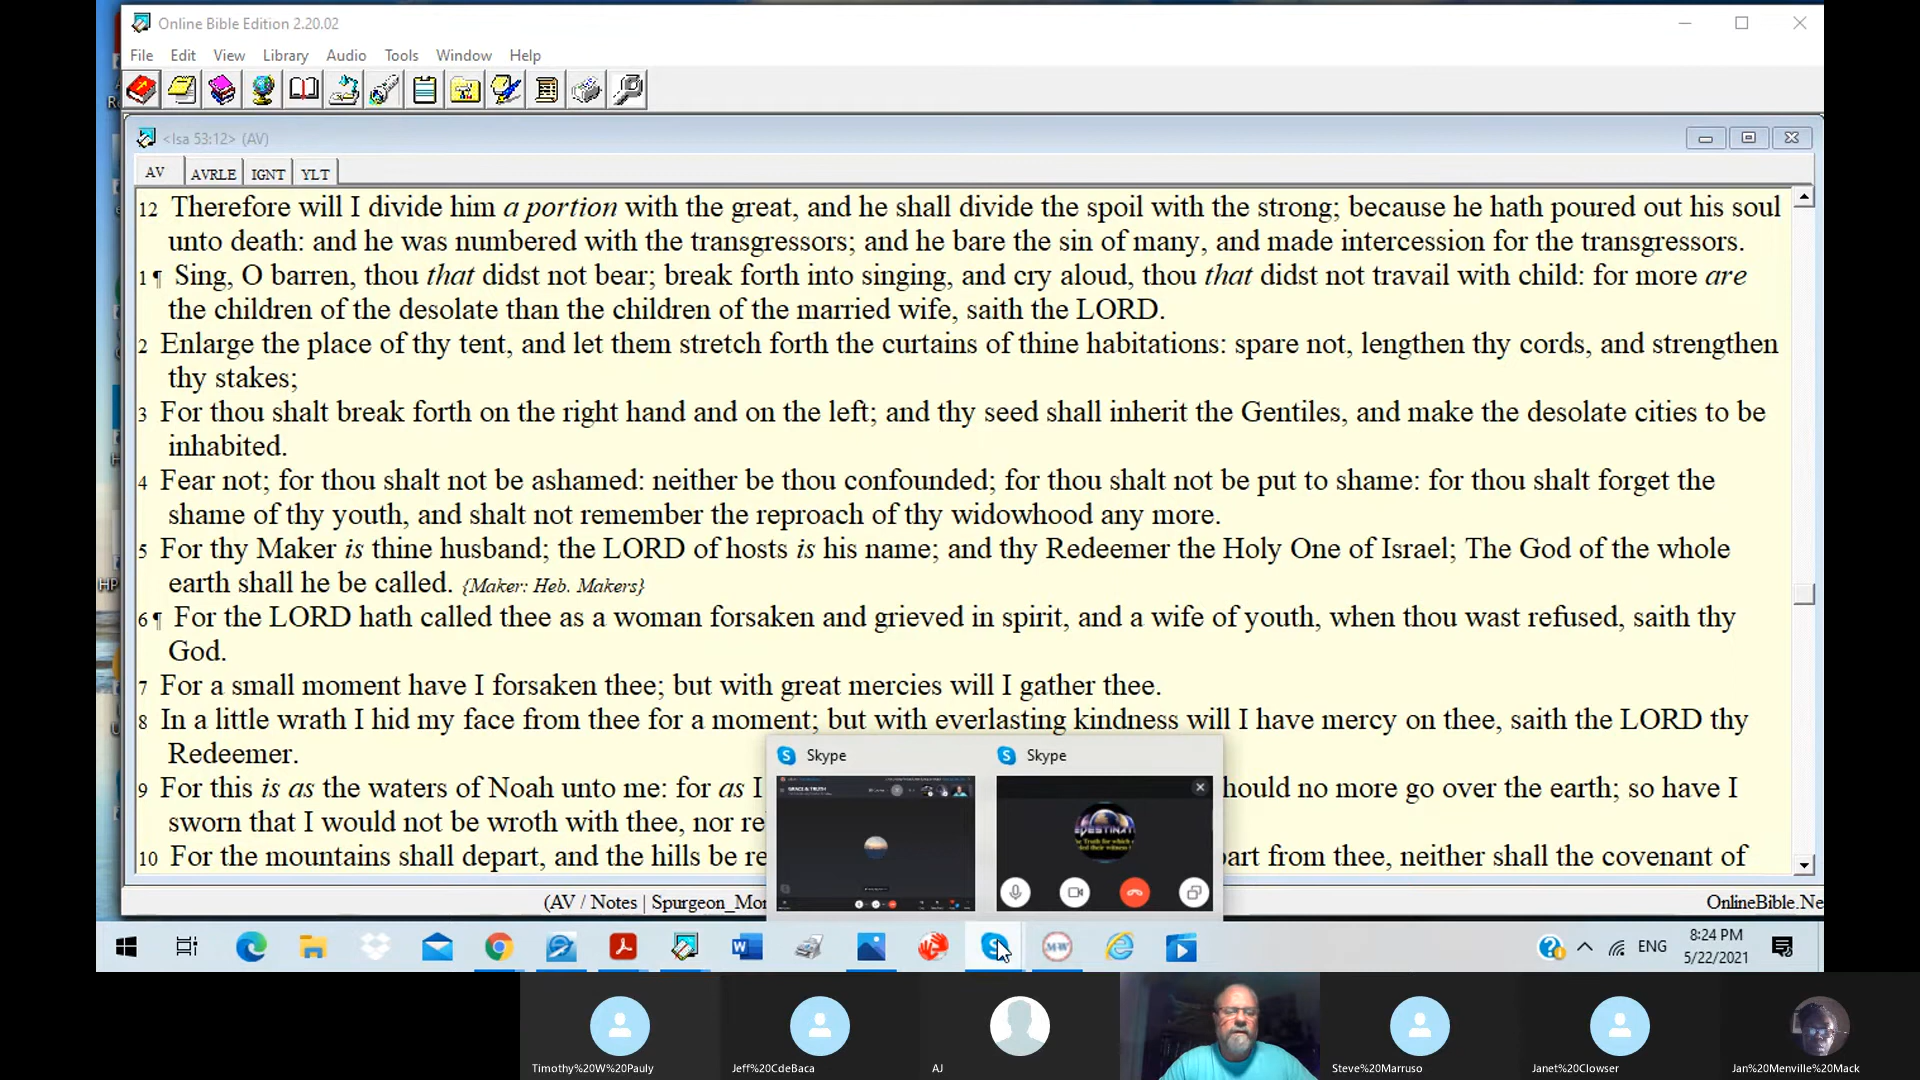 Online Bible Edition 2.20.02
File Edit View Library Audio Tools Window Help
<Isa 53:12> (AV)
AV AVRLE IGNT YLT
12 Therefore will I divide him a portion with the great, and he shall divide the spoil with the strong; because he hath poured out his soul
unto death: and he was numbered with the transgressors; and he bare the sin of many, and made intercession for the transgressors.
1 ¶ Sing, O barren, thou that didst not bear; break forth into singing, and cry aloud, thou that didst not travail with child: for more are
the children of the desolate than the children of the married wife, saith the LORD.
2 Enlarge the place of thy tent, and let them stretch forth the curtains of thine habitations: spare not, lengthen thy cords, and strengthen
thy stakes;
3 For thou shalt break forth on the right hand and on the left; and thy seed shall inherit the Gentiles, and make the desolate cities to be
inhabited.
4 Fear not; for thou shalt not be ashamed: neither be thou confounded; for thou shalt not be put to shame: for thou shalt forget the
shame of thy youth, and shalt not remember the reproach of thy widowhood any more.
5 For thy Maker is thine husband; the LORD of hosts is his name; and thy Redeemer the Holy One of Israel; The God of the whole
earth shall he be called. {Maker: Heb. Makers}
6 ¶ For the LORD hath called thee as a woman forsaken and grieved in spirit, and a wife of youth, when thou wast refused, saith thy
God.
7 For a small moment have I forsaken thee; but with great mercies will I gather thee.
8 In a little wrath I hid my face from thee for a moment; but with everlasting kindness will I have mercy on thee, saith the LORD thy
Redeemer.
Skype Skype
9 For this is as the waters of Noah unto me: for as I hould no more go over the earth; so have I
GRACE & TRUTH
sworn that I would not be wroth with thee, nor re
10 For the mountains shall depart, and the hills be re part from thee, neither shall the covenant of
(AV / Notes | Spurgeon_Mor OnlineBible.Ne
HP
W M-W ENG
8:24 PM
5/22/2021
Timothy%20W%20Pauly Jeff%20CdeBaca AJ Steve%20Marruso Janet%20Clowser Jan%20Menville%20Mack